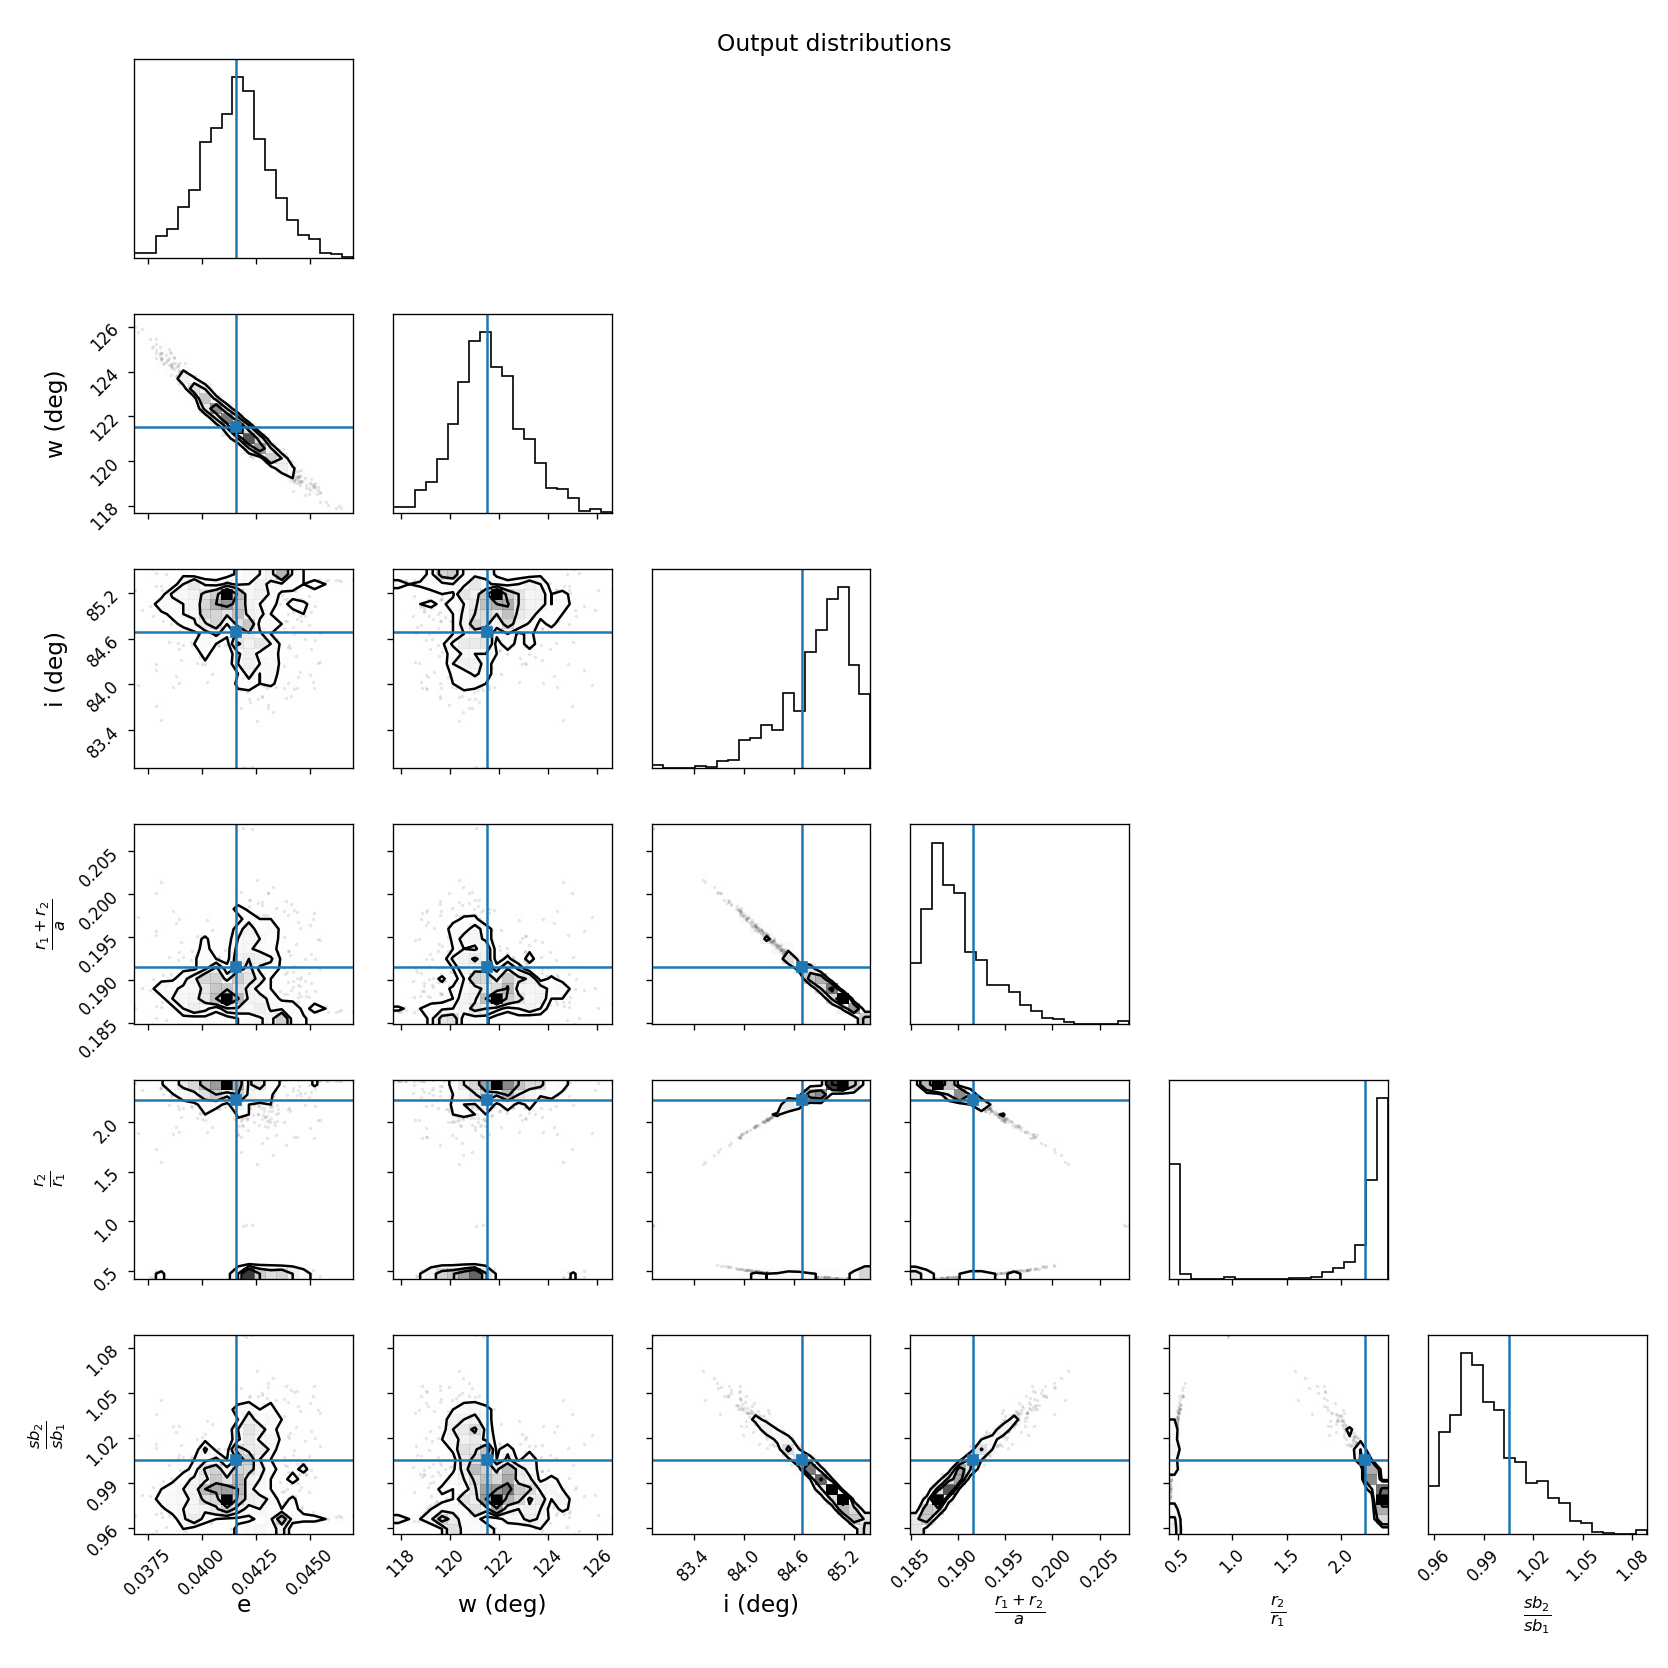 Output distributions
126
124
122
120
118
w (deg)
85.2
84.6
84.0
83.4
i (deg)
0.205
0.200
0.195
0.190
0.185
r₁ + r₂
a
2.0
1.5
1.0
0.5
r₂
r₁
1.08
1.05
1.02
0.99
0.96
sb₂
sb₁
0.0375 0.0400 0.0425 0.0450
118 120 122 124 126
83.4 84.0 84.6 85.2
0.185 0.190 0.195 0.200 0.205
0.5 1.0 1.5 2.0
0.96 0.99 1.02 1.05 1.08
e
w (deg)
i (deg)
r₁ + r₂
a
r₂
r₁
sb₂
sb₁